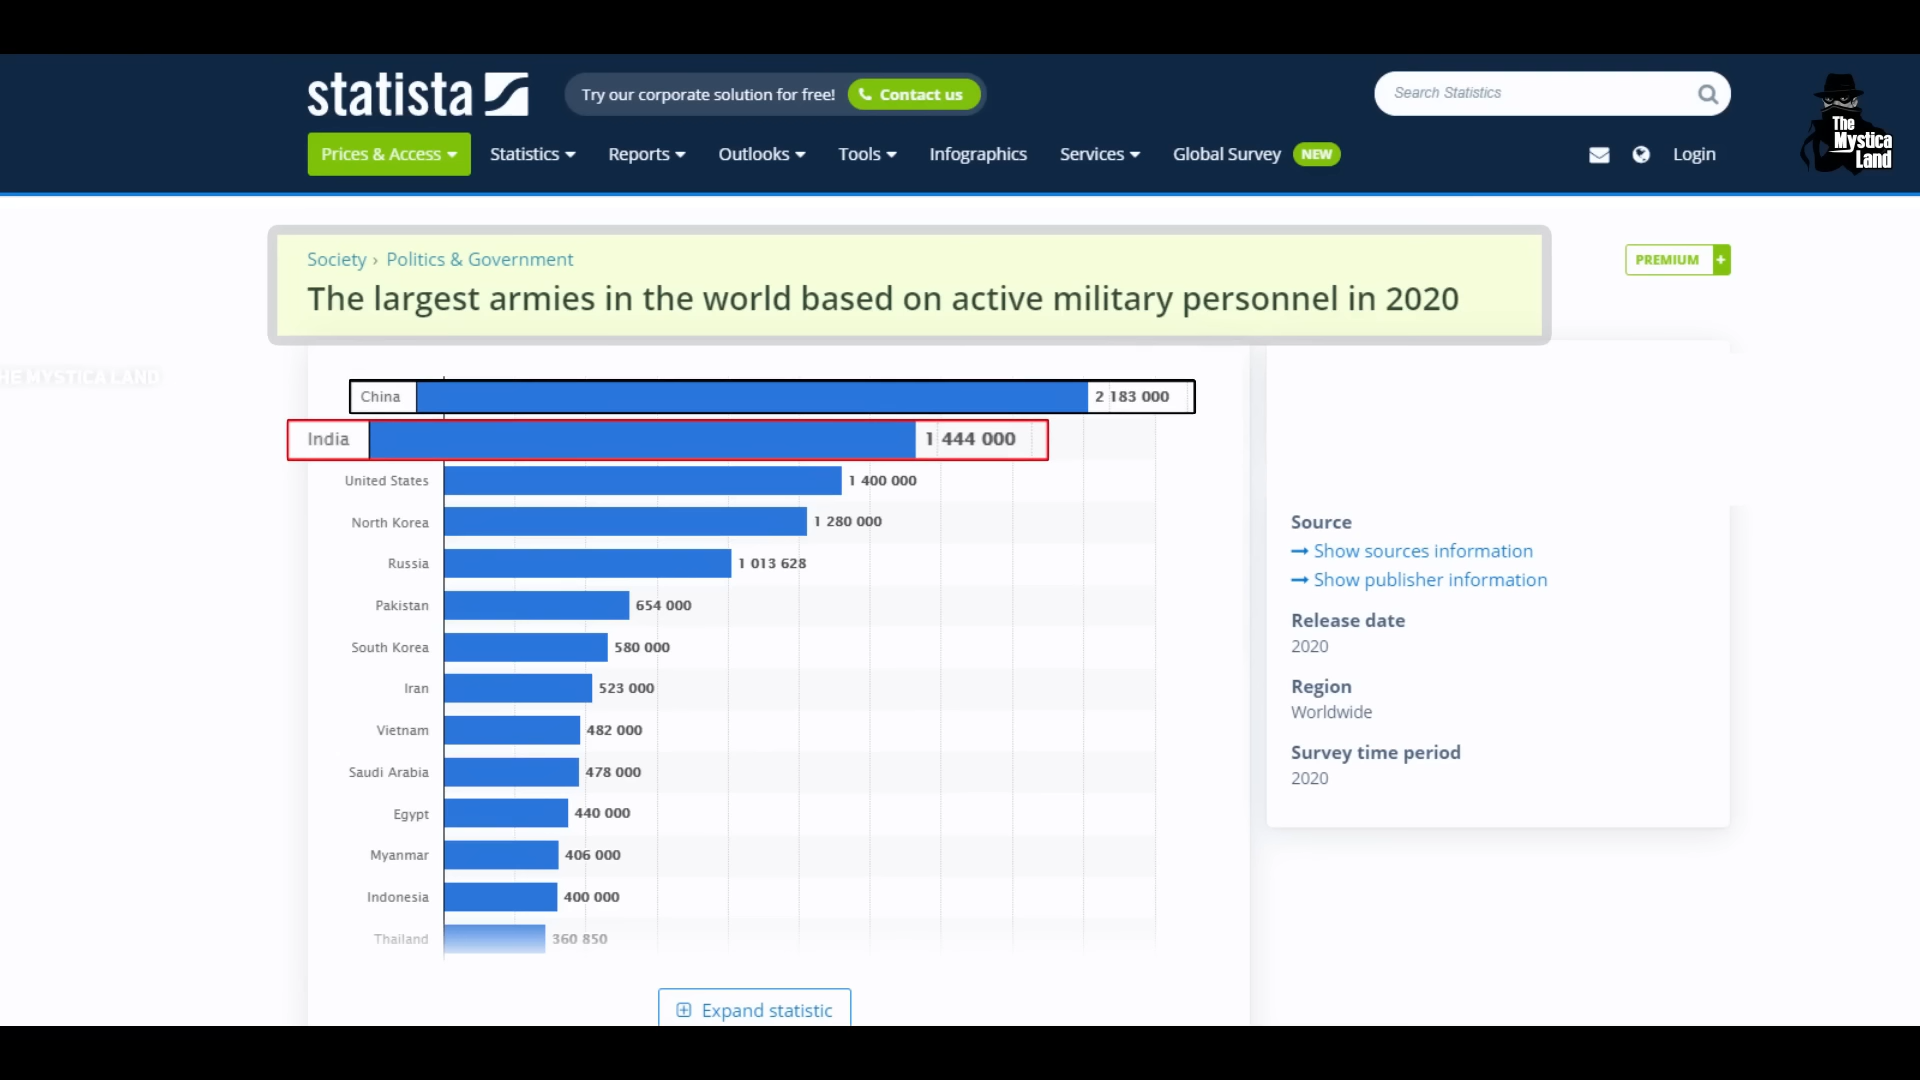 statista
Try our corporate solution for free!
Contact us
Search Statistics
The
Mystica
Land
Prices & Access
Statistics
Reports
Outlooks
Tools
Infographics
Services
Global Survey
NEW
Login
Society › Politics & Government
PREMIUM +
The largest armies in the world based on active military personnel in 2020
HE MYSTICA LAND
China 2 183 000
India 1 444 000
United States 1 400 000
North Korea 1 280 000
Russia 1 013 628
Pakistan 654 000
South Korea 580 000
Iran 523 000
Vietnam 482 000
Saudi Arabia 478 000
Egypt 440 000
Myanmar 406 000
Indonesia 400 000
Thailand 360 850
Expand statistic
Source
→ Show sources information
→ Show publisher information
Release date
2020
Region
Worldwide
Survey time period
2020